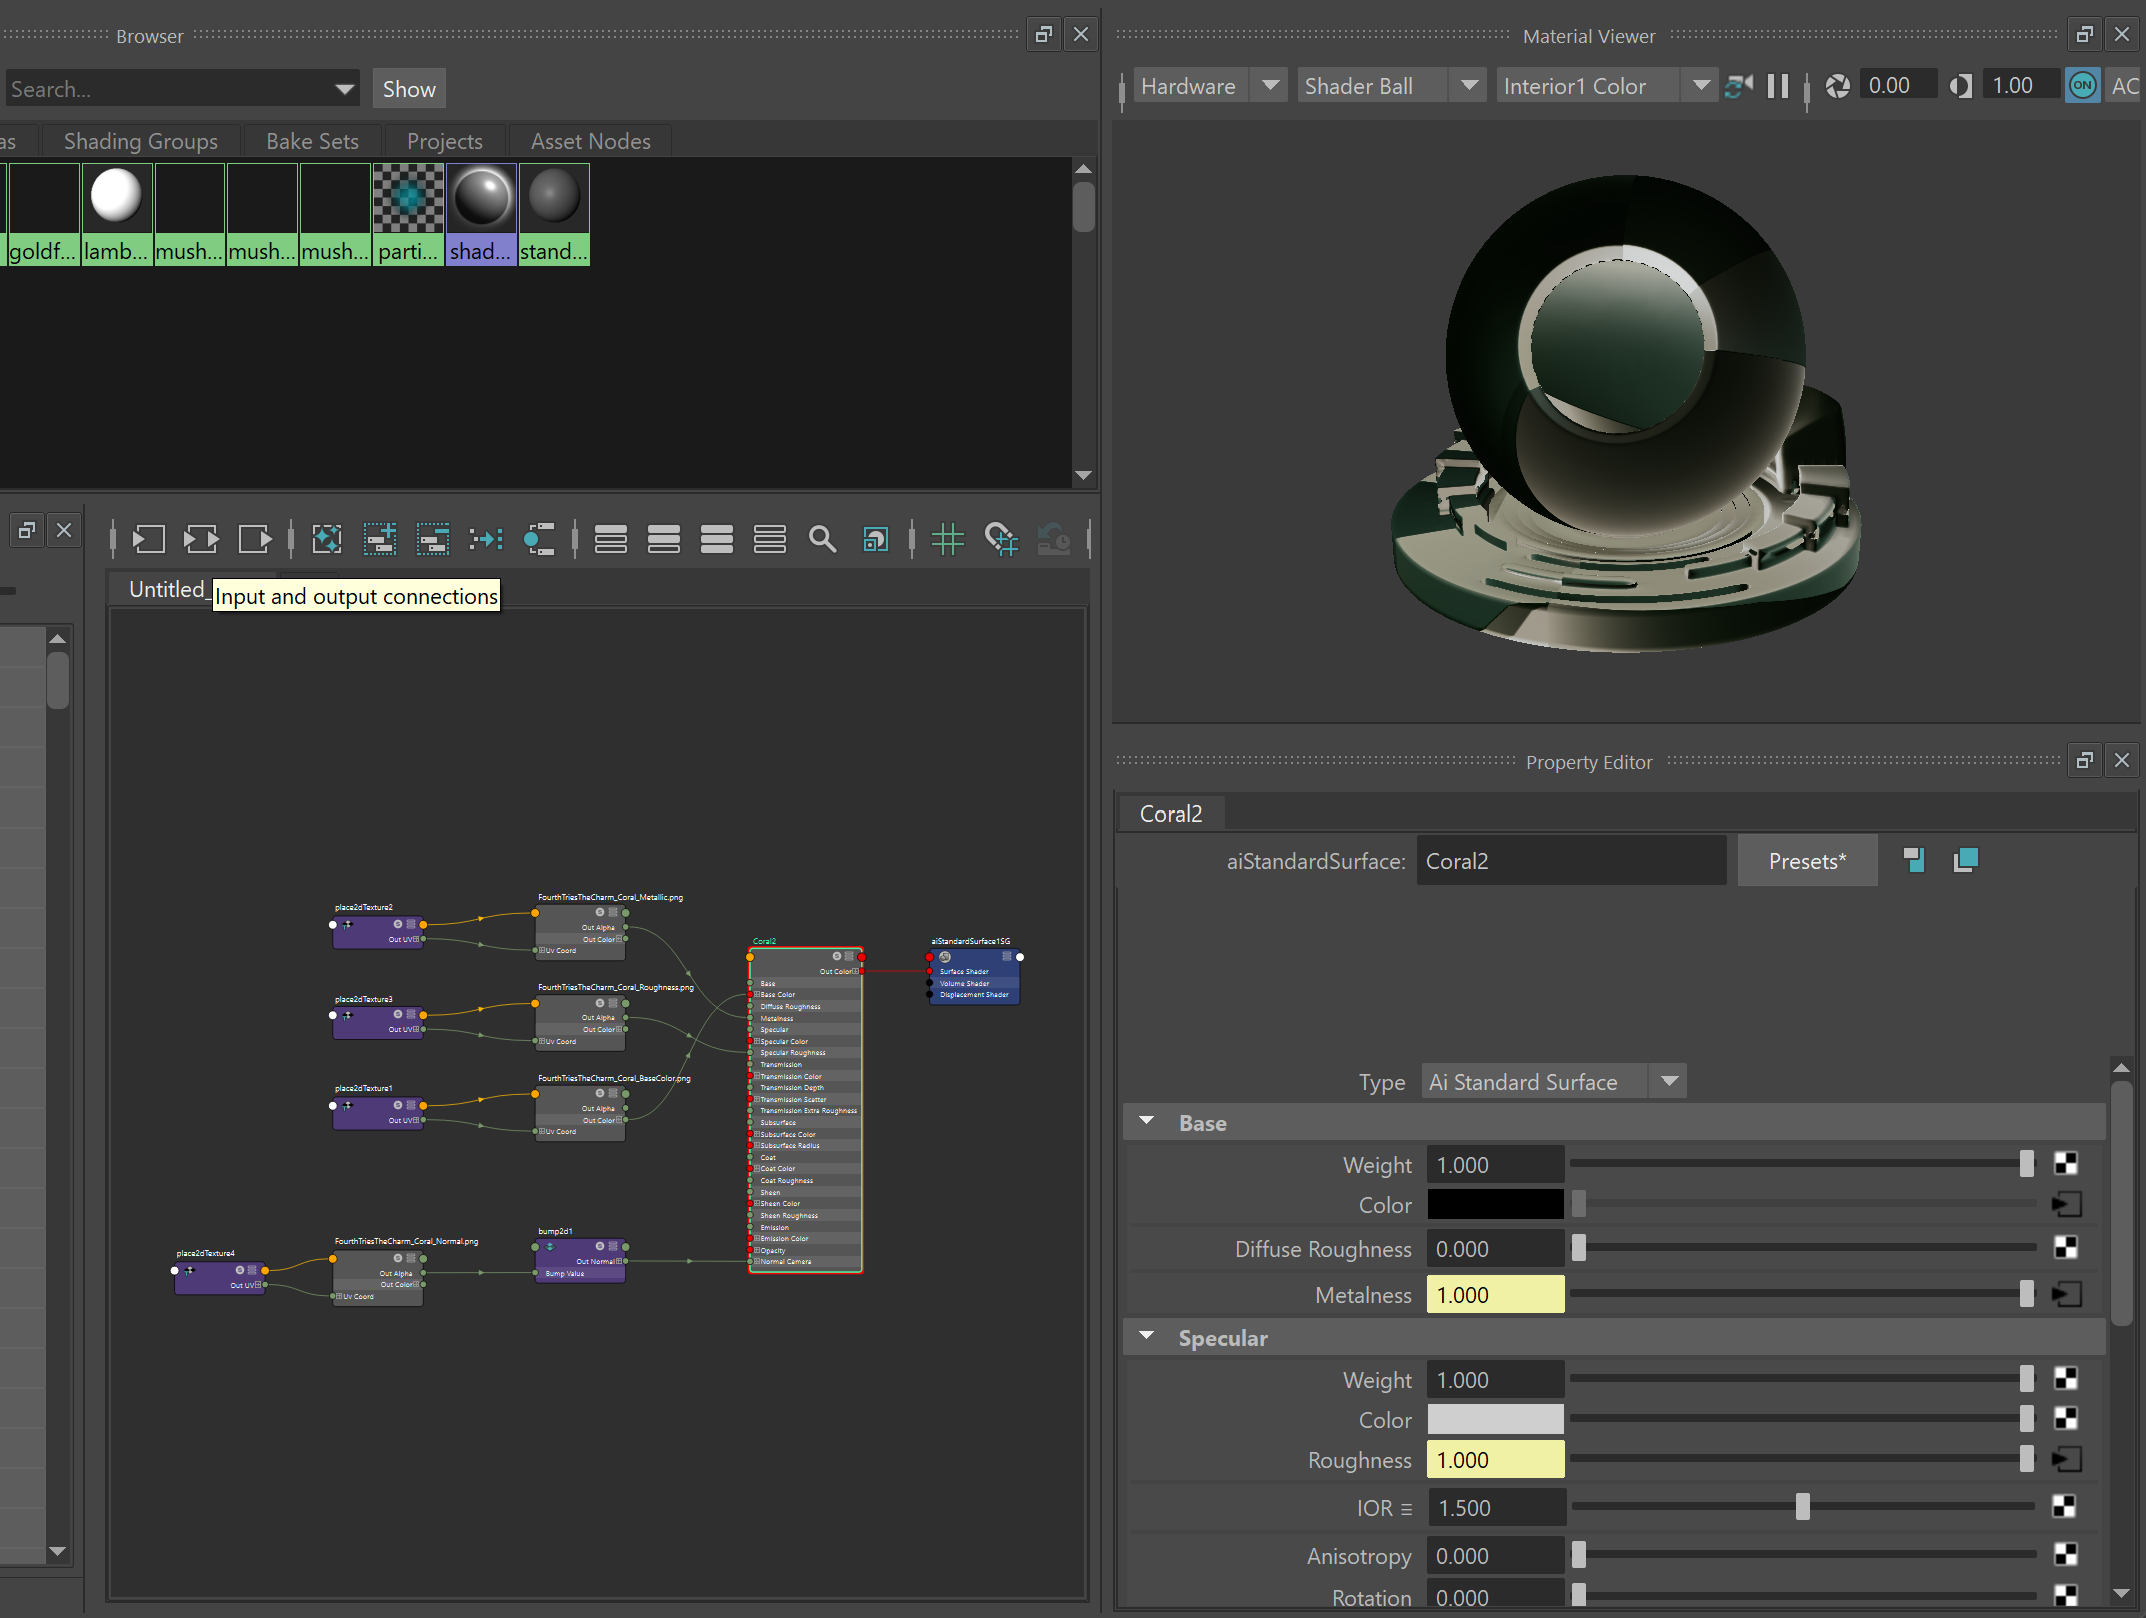 Browser
Search...
Show
as
Shading Groups
Bake Sets
Projects
Asset Nodes
goldf...
lamb...
mush...
mush...
mush...
parti...
shad...
stand...
Untitled_
Input and output connections
place2dTexture2
Out UV
FourthTriesTheCharm_Coral_Metallic.png
Out Alpha
Out Color
Uv Coord
place2dTexture3
Out UV
FourthTriesTheCharm_Coral_Roughness.png
Out Alpha
Out Color
Uv Coord
place2dTexture1
Out UV
FourthTriesTheCharm_Coral_BaseColor.png
Out Alpha
Out Color
Uv Coord
place2dTexture4
Out UV
FourthTriesTheCharm_Coral_Normal.png
Out Alpha
Out Color
Uv Coord
bump2d1
Out Normal
Bump Value
Coral2
Out Color
Base
Base Color
Diffuse Roughness
Metalness
Specular
Specular Color
Specular Roughness
Transmission
Transmission Color
Transmission Depth
Transmission Scatter
Transmission Extra Roughness
Subsurface
Subsurface Color
Subsurface Radius
Coat
Coat Color
Coat Roughness
Sheen
Sheen Color
Sheen Roughness
Emission
Emission Color
Opacity
Normal Camera
aiStandardSurface1SG
Surface Shader
Volume Shader
Displacement Shader
Material Viewer
Hardware
Shader Ball
Interior1 Color
0.00
1.00
ON
AC
Property Editor
Coral2
aiStandardSurface: Coral2
Presets*
Type Ai Standard Surface
Base
Weight 1.000
Color
Diffuse Roughness 0.000
Metalness 1.000
Specular
Weight 1.000
Color
Roughness 1.000
IOR 1.500
Anisotropy 0.000
Rotation 0.000